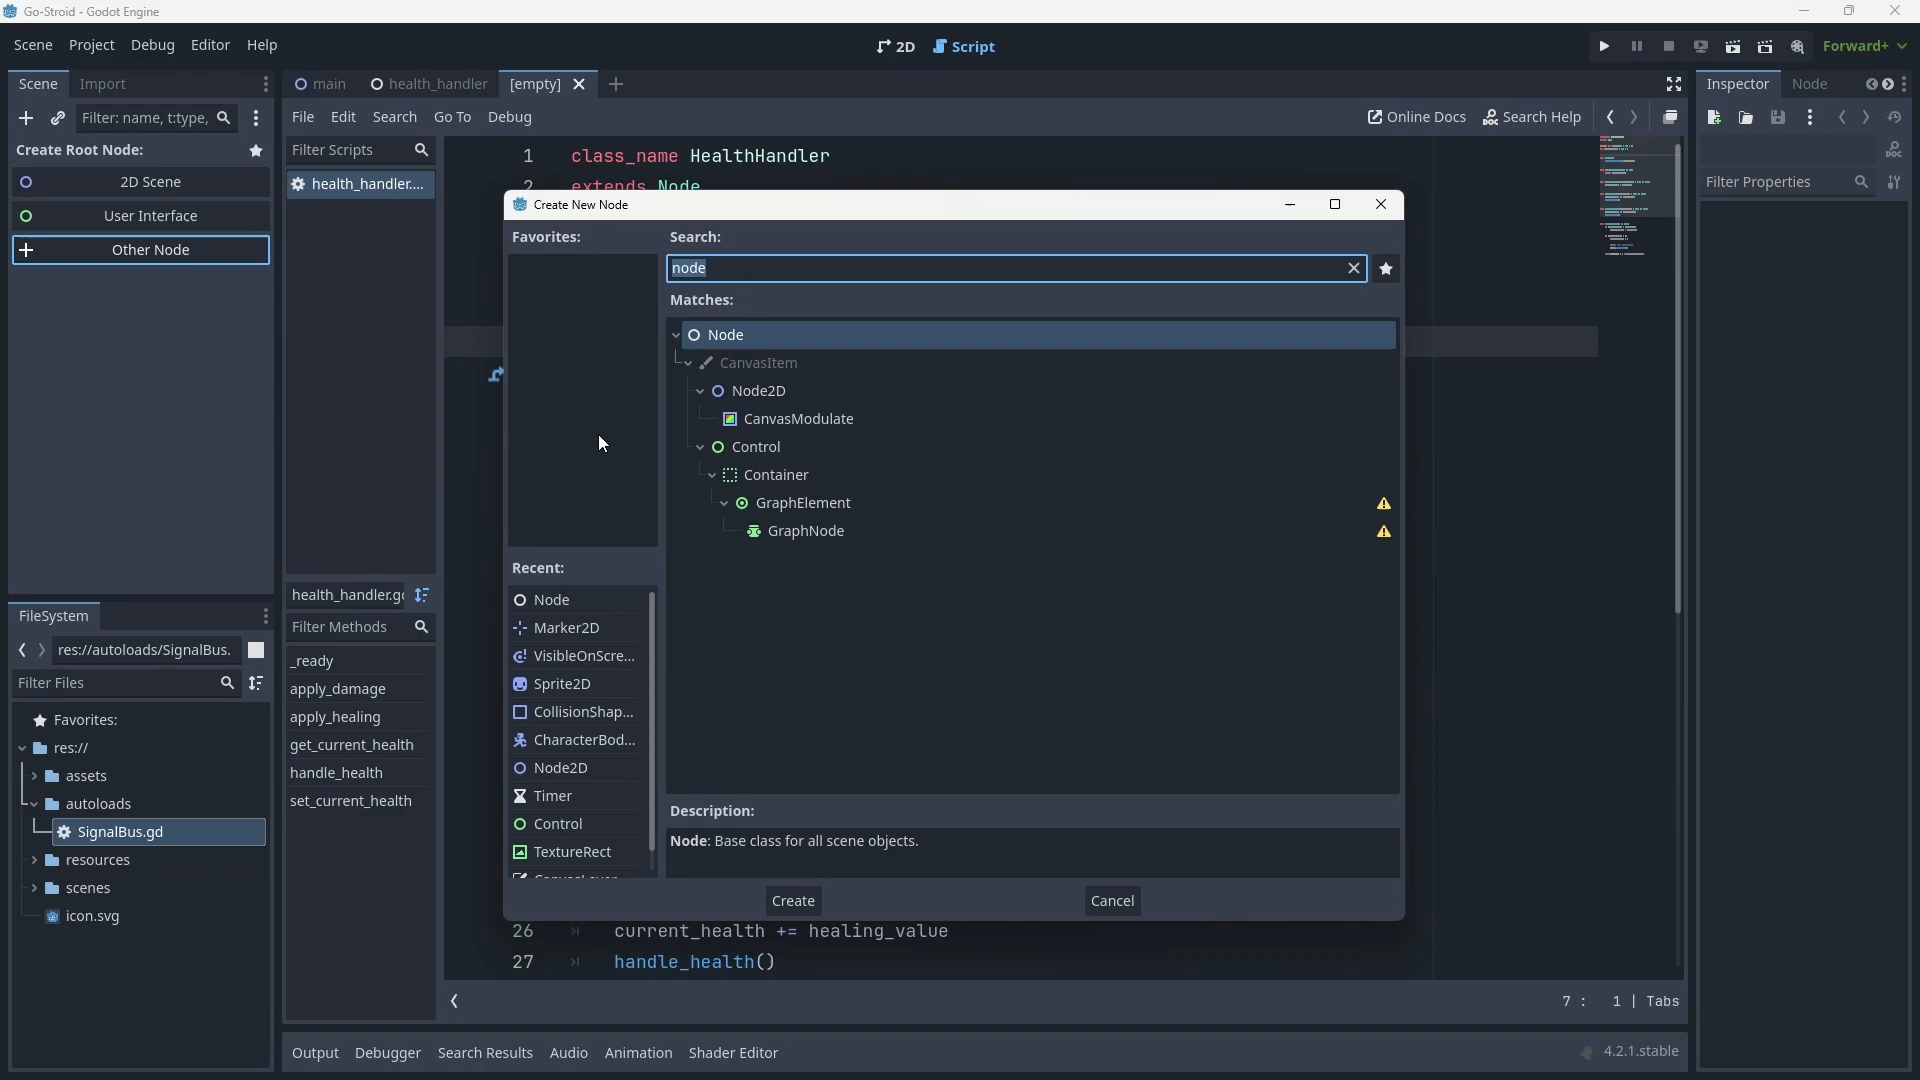 Go-Stroid - Godot Engine
Scene Project Debug Editor Help
2D Script
Forward+
Scene Import
main health_handler [empty]
Inspector Node
Filter: name, t:type,
File Edit Search Go To Debug
Online Docs Search Help
Create Root Node:
2D Scene
User Interface
Other Node
Filter Scripts
health_handler....
Filter Properties
1 class_name HealthHandler
2 extends Node
Create New Node
Favorites:
Search:
node
Matches:
Node
CanvasItem
Node2D
CanvasModulate
Control
Container
GraphElement
GraphNode
Recent:
Node
Marker2D
VisibleOnScre...
Sprite2D
CollisionShap...
CharacterBod...
Node2D
Timer
Control
TextureRect
Description:
Node: Base class for all scene objects.
Create Cancel
health_handler.g
Filter Methods
_ready
apply_damage
apply_healing
get_current_health
handle_health
set_current_health
26 current_health += healing_value
27 handle_health()
7 : 1 | Tabs
FileSystem
res://autoloads/SignalBus.
Filter Files
Favorites:
res://
assets
autoloads
SignalBus.gd
resources
scenes
icon.svg
Output Debugger Search Results Audio Animation Shader Editor
4.2.1.stable